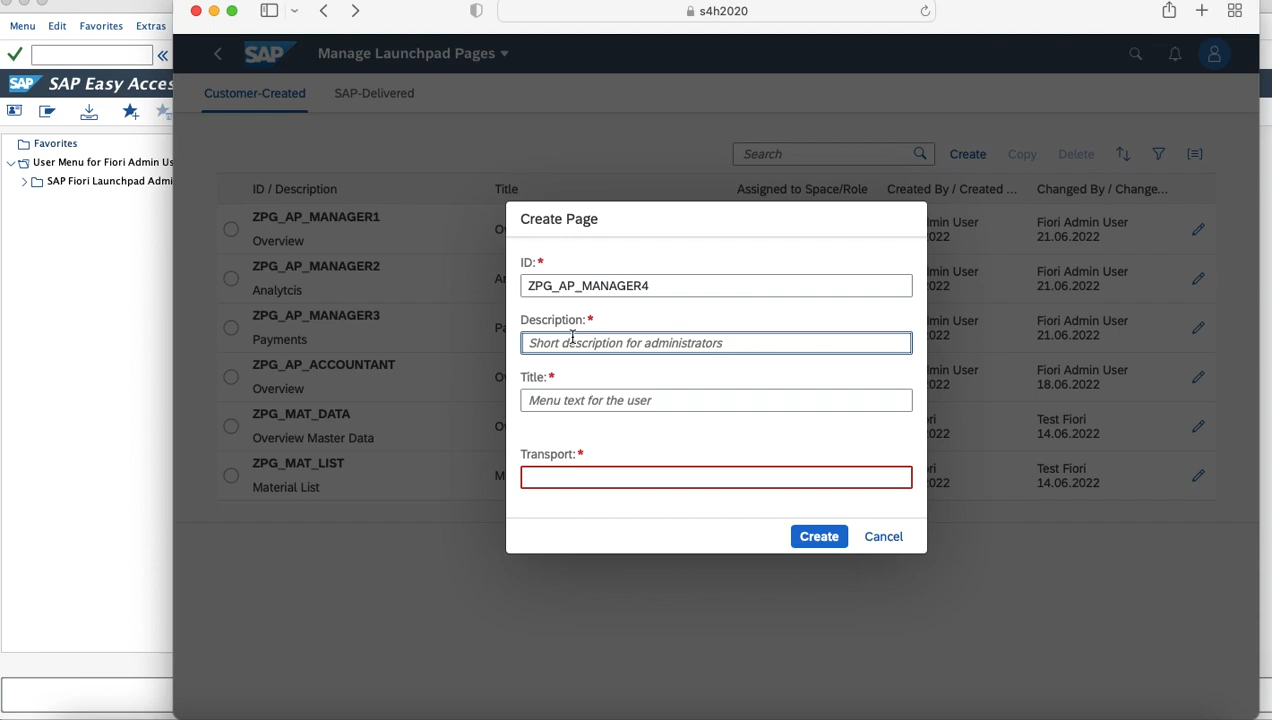 s4h2020
Menu Edit Favorites Extras
SAP Manage Launchpad Pages
SAP SAP Easy Acces
Customer-Created SAP-Delivered
Favorites
User Menu for Fiori Admin Us
SAP Fiori Launchpad Admi
Search Create Copy Delete
ID / Description Title Assigned to Space/Role Created By / Created ... Changed By / Change...
ZPG_AP_MANAGER1
Overview
Fiori Admin User
21.06.2022
ZPG_AP_MANAGER2
Analytcis
Fiori Admin User
21.06.2022
ZPG_AP_MANAGER3
Payments
Fiori Admin User
21.06.2022
ZPG_AP_ACCOUNTANT
Overview
Fiori Admin User
18.06.2022
ZPG_MAT_DATA
Overview Master Data
Test Fiori
14.06.2022
ZPG_MAT_LIST
Material List
Test Fiori
14.06.2022
Create Page
ID:*
ZPG_AP_MANAGER4
Description:*
Short description for administrators
Title:*
Menu text for the user
Transport:*
Create Cancel